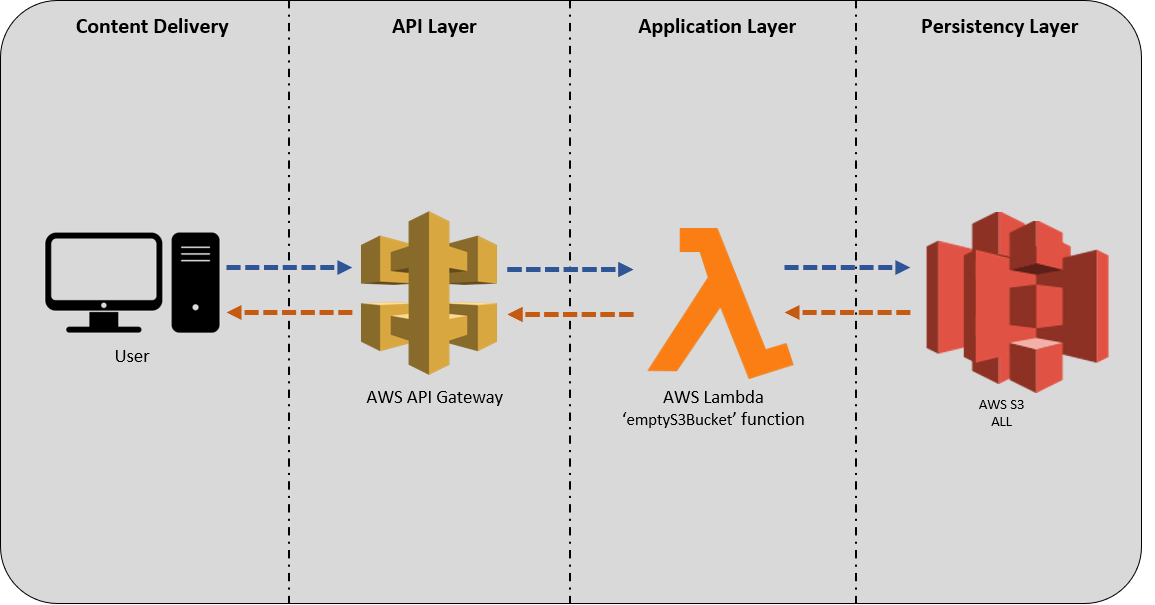 Content Delivery
API Layer
Application Layer
Persistency Layer
User
AWS API Gateway
AWS Lambda
‘emptyS3Bucket’ function
AWS S3
ALL